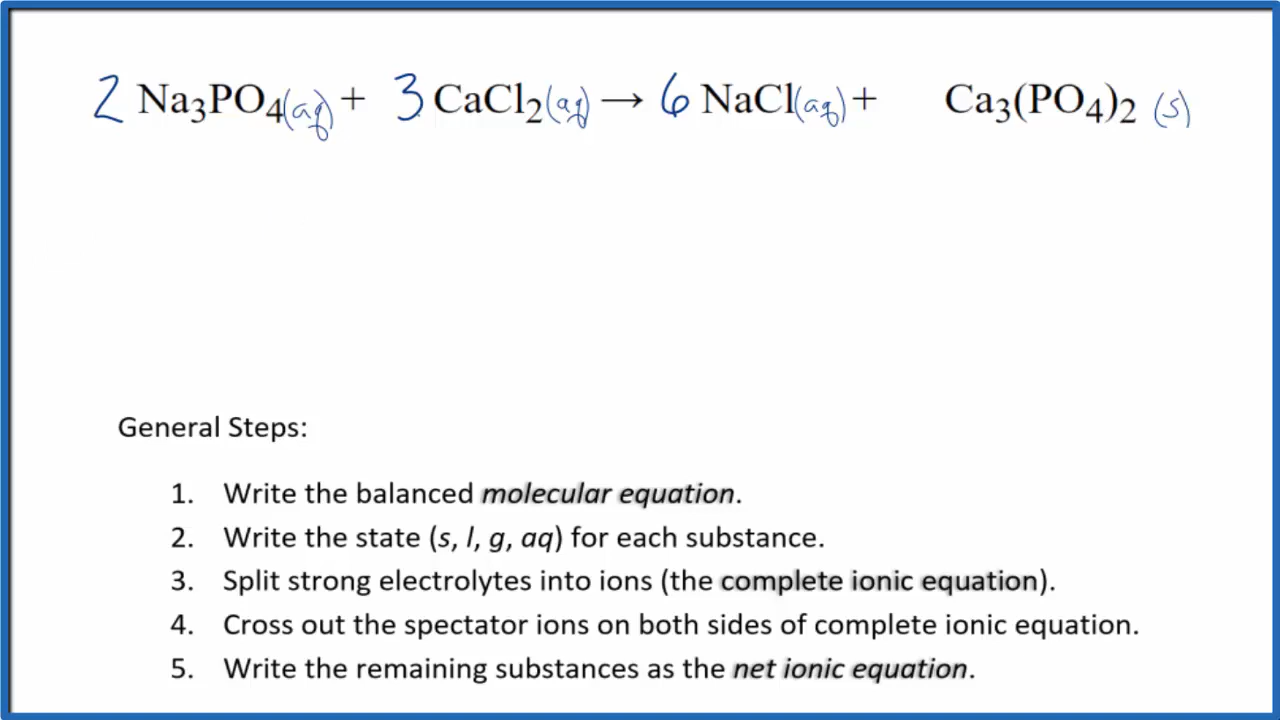 2 Na₃PO₄(aq) + 3 CaCl₂(aq) → 6 NaCl(aq) + Ca₃(PO₄)₂ (s)
General Steps:
1. Write the balanced molecular equation.
2. Write the state (s, l, g, aq) for each substance.
3. Split strong electrolytes into ions (the complete ionic equation).
4. Cross out the spectator ions on both sides of complete ionic equation.
5. Write the remaining substances as the net ionic equation.